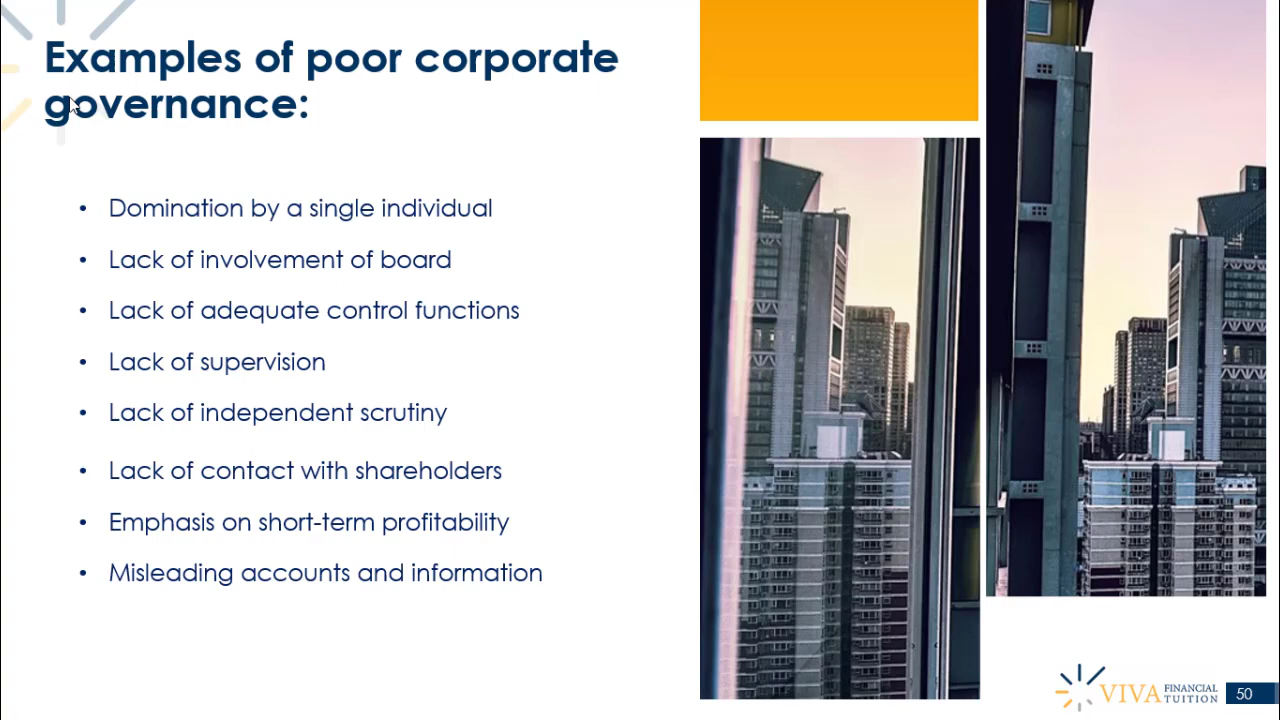 Examples of poor corporate
governance:
• Domination by a single individual
• Lack of involvement of board
• Lack of adequate control functions
• Lack of supervision
• Lack of independent scrutiny
• Lack of contact with shareholders
• Emphasis on short-term profitability
• Misleading accounts and information
VIVA FINANCIAL
TUITION
50